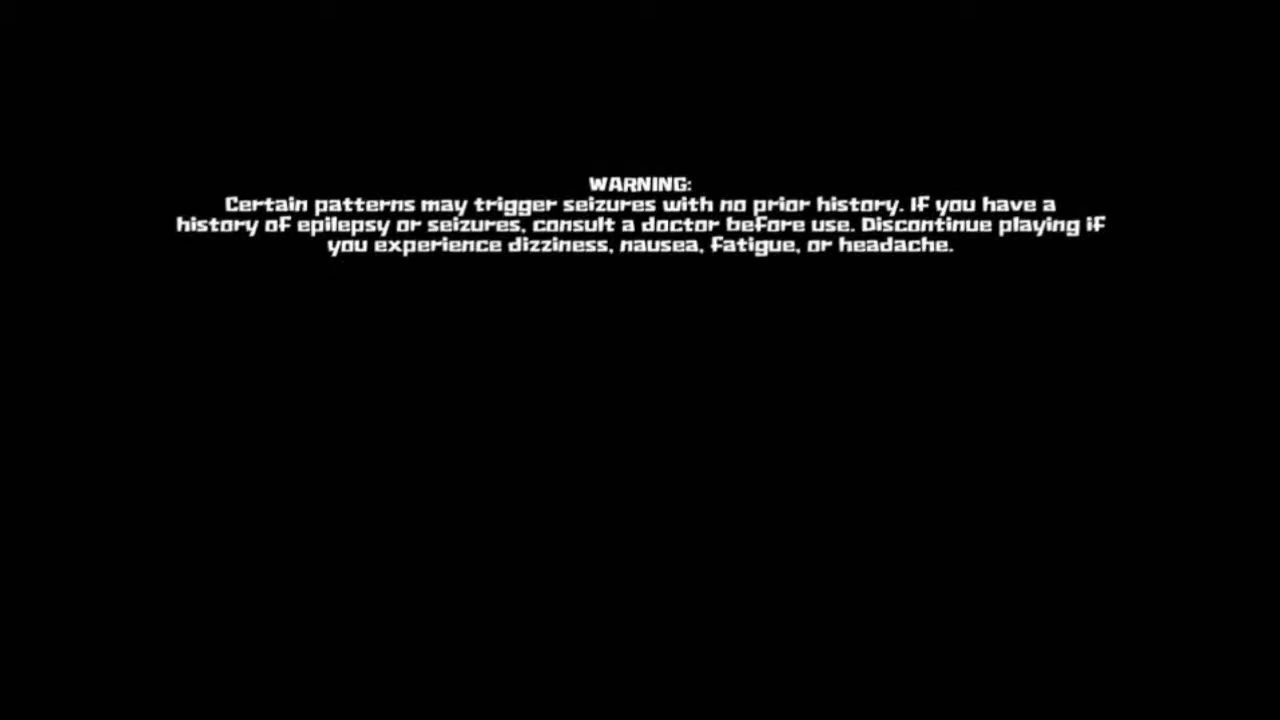 WARNING:
Certain patterns may trigger seizures with no prior history. If you have a
history of epilepsy or seizures, consult a doctor before use. Discontinue playing if
you experience dizziness, nausea, fatigue, or headache.